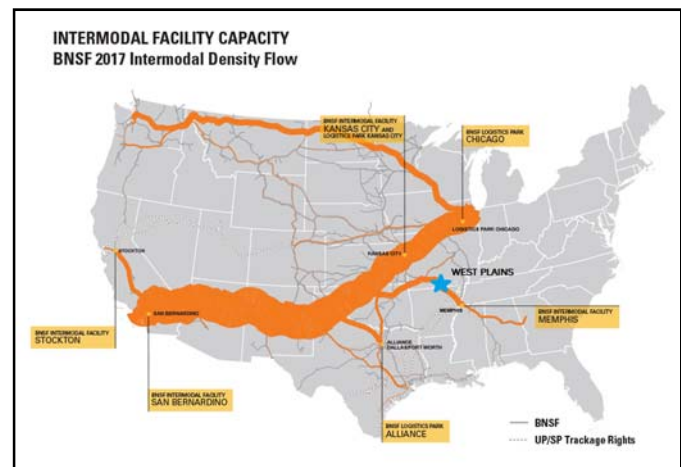 INTERMODAL FACILITY CAPACITY
BNSF 2017 Intermodal Density Flow
BNSF INTERMODAL FACILITY
KANSAS CITY AND
LOGISTICS PARK KANSAS CITY
BNSF LOGISTICS PARK
CHICAGO
LOGISTICS PARK CHICAGO
STOCKTON
KANSAS CITY
WEST PLAINS
SAN BERNARDINO
MEMPHIS
BNSF INTERMODAL FACILITY
MEMPHIS
BNSF INTERMODAL FACILITY
STOCKTON
ALLIANCE
DALLAS/FORT WORTH
BNSF INTERMODAL FACILITY
SAN BERNARDINO
BNSF LOGISTICS PARK
ALLIANCE
BNSF
UP/SP Trackage Rights